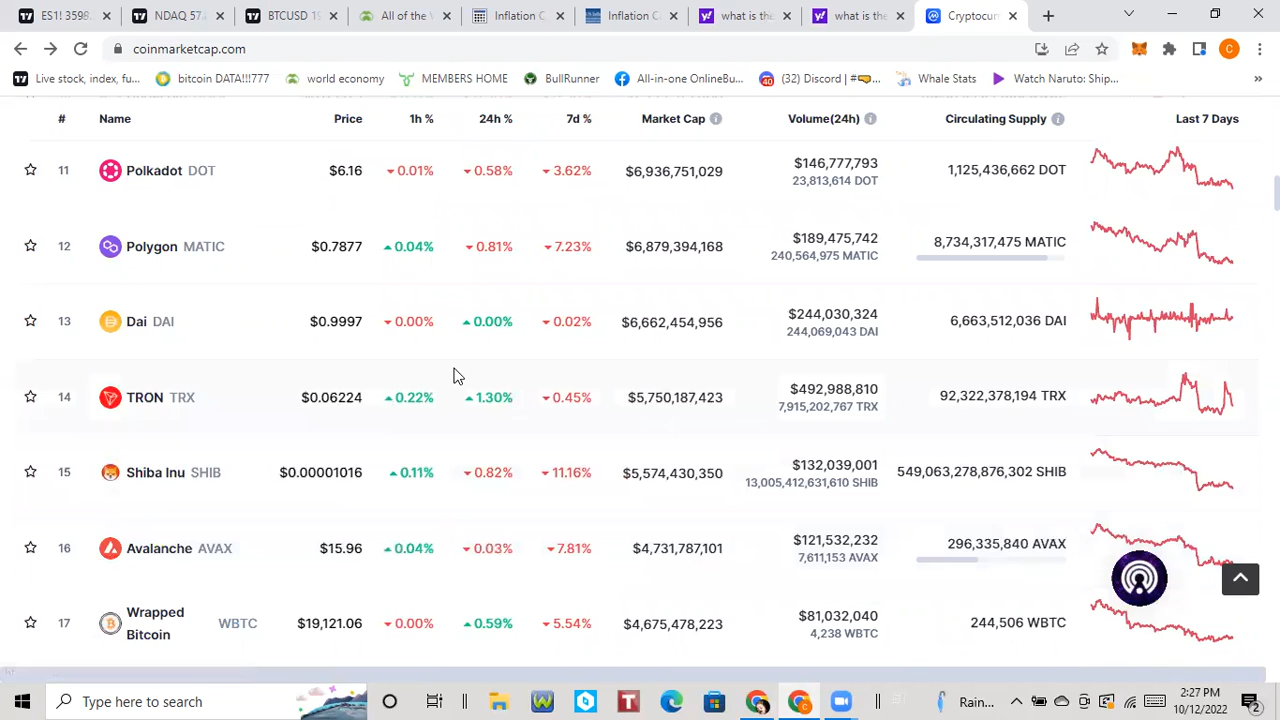 ES1! 3598
NDAQ 57.
BTCUSD 1
All of the
Inflation C
Inflation C
what is the
what is the
Cryptocur
coinmarketcap.com
C
Live stock, index, fu...
bitcoin DATA!!!777
world economy
MEMBERS HOME
BullRunner
All-in-one OnlineBu...
40
(32) Discord | #
Whale Stats
Watch Naruto: Ship...
»
# Name Price 1h % 24h % 7d % Market Cap Volume(24h) Circulating Supply Last 7 Days
11 Polkadot DOT $6.16 0.01% 0.58% 3.62% $6,936,751,029 $146,777,793 1,125,436,662 DOT
23,813,614 DOT
12 Polygon MATIC $0.7877 0.04% 0.81% 7.23% $6,879,394,168 $189,475,742 8,734,317,475 MATIC
240,564,975 MATIC
13 Dai DAI $0.9997 0.00% 0.00% 0.02% $6,662,454,956 $244,030,324 6,663,512,036 DAI
244,069,043 DAI
14 TRON TRX $0.06224 0.22% 1.30% 0.45% $5,750,187,423 $492,988,810 92,322,378,194 TRX
7,915,202,767 TRX
15 Shiba Inu SHIB $0.00001016 0.11% 0.82% 11.16% $5,574,430,350 $132,039,001 549,063,278,876,302 SHIB
13,005,412,631,610 SHIB
16 Avalanche AVAX $15.96 0.04% 0.03% 7.81% $4,731,787,101 $121,532,232 296,335,840 AVAX
7,611,153 AVAX
17 Wrapped Bitcoin WBTC $19,121.06 0.00% 0.59% 5.54% $4,675,478,223 $81,032,040 244,506 WBTC
4,238 WBTC
Type here to search
Rain...
2:27 PM
10/12/2022
2